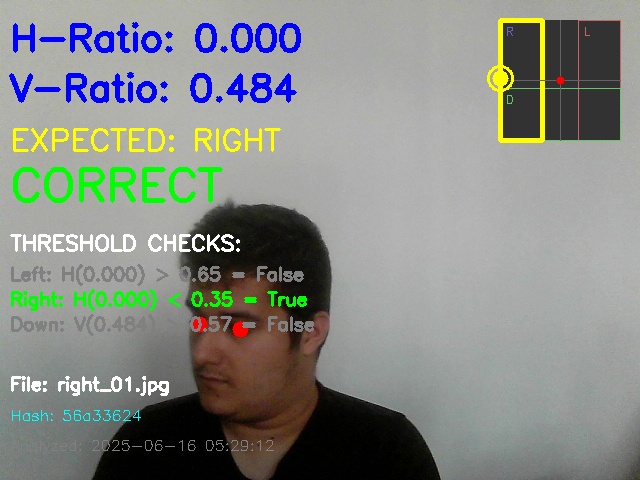 H-Ratio: 0.000
V-Ratio: 0.484
EXPECTED: RIGHT
CORRECT
THRESHOLD CHECKS:
Left: H(0.000) > 0.65 = False
Right: H(0.000) < 0.35 = True
Down: V(0.484) > 0.57 = False
File: right_01.jpg
Hash: 56a33624
Analyzed: 2025-06-16 05:29:12
R
L
D